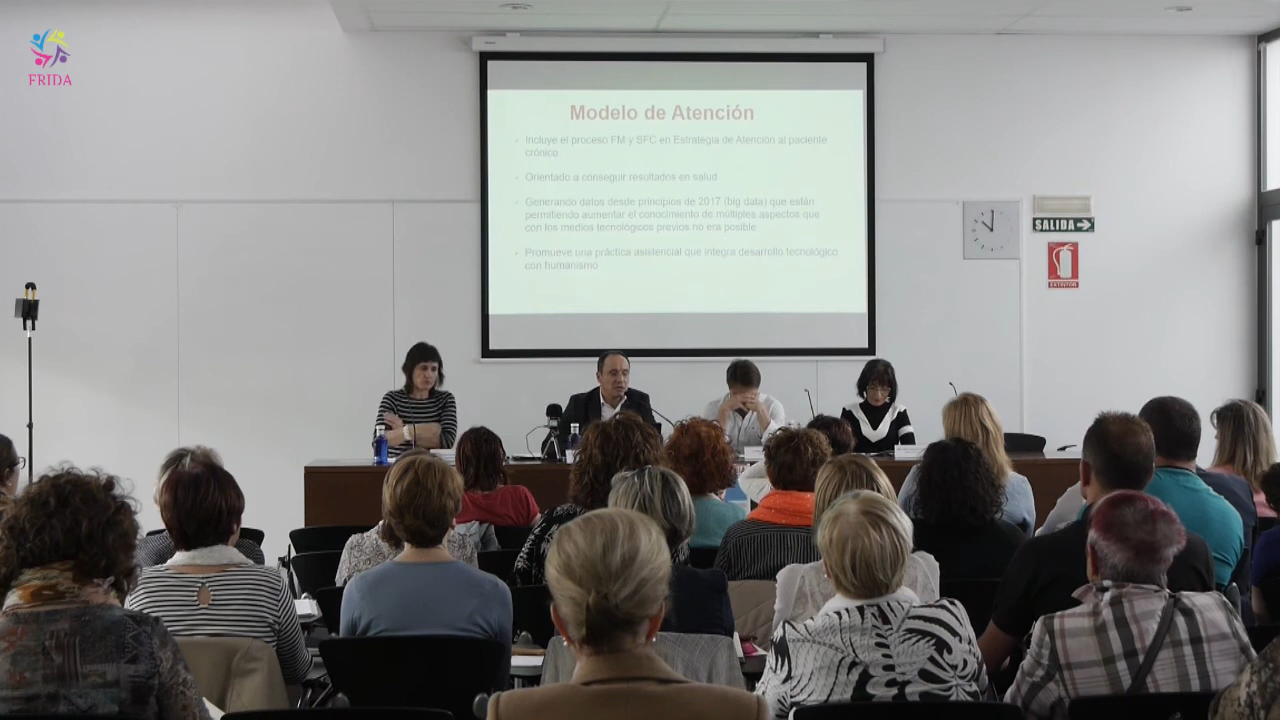 FRIDA
Modelo de Atención
Incluye el proceso FM y SFC en Estrategia de Atención al paciente
crónico
Orientado a conseguir resultados en salud
Generando datos desde principios de 2017 (big data) que están
permitiendo aumentar el conocimiento de múltiples aspectos que
con los medios tecnológicos previos no era posible
Promueve una práctica asistencial que integra desarrollo tecnológico
con humanismo
SALIDA
EXTINTOR